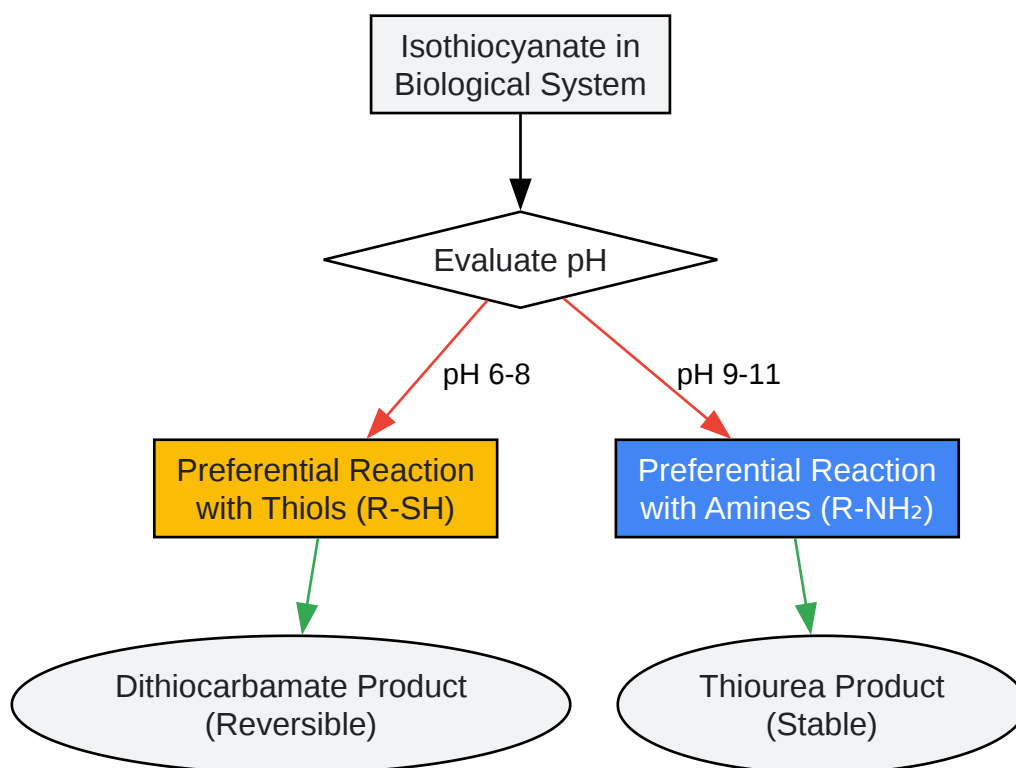 Isothiocyanate in
Biological System
Evaluate pH
pH 6-8
pH 9-11
Preferential Reaction
with Thiols (R-SH)
Preferential Reaction
with Amines (R-NH₂)
Dithiocarbamate Product
(Reversible)
Thiourea Product
(Stable)